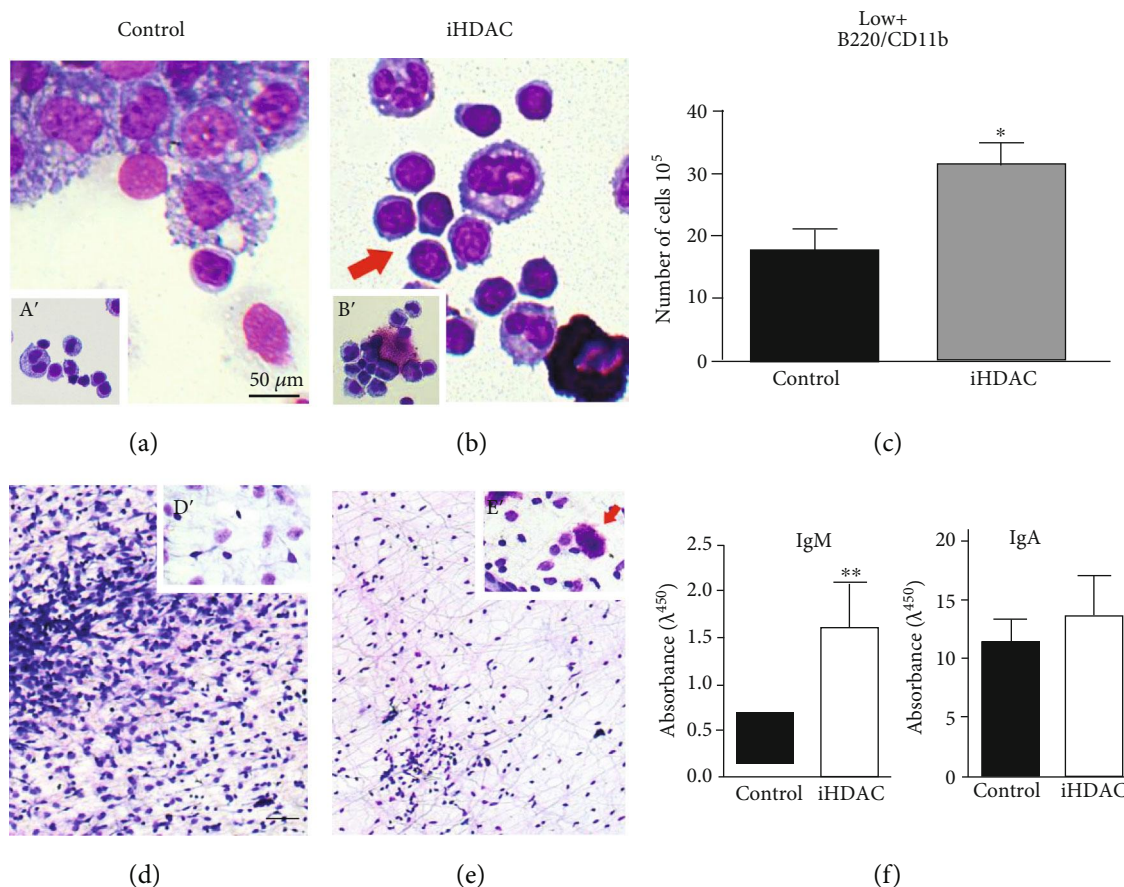 Control
iHDAC
A′
50 μm
(a)
B′
(b)
Low+
B220/CD11b
Number of cells 10⁵
40
30
20
10
0
*
Control
iHDAC
(c)
D′
(d)
E′
(e)
IgM
Absorbance (λ⁴⁵⁰)
2.5
2.0
1.5
1.0
0.5
0.0
**
Control
iHDAC
IgA
Absorbance (λ⁴⁵⁰)
20
15
10
5
0
Control
iHDAC
(f)